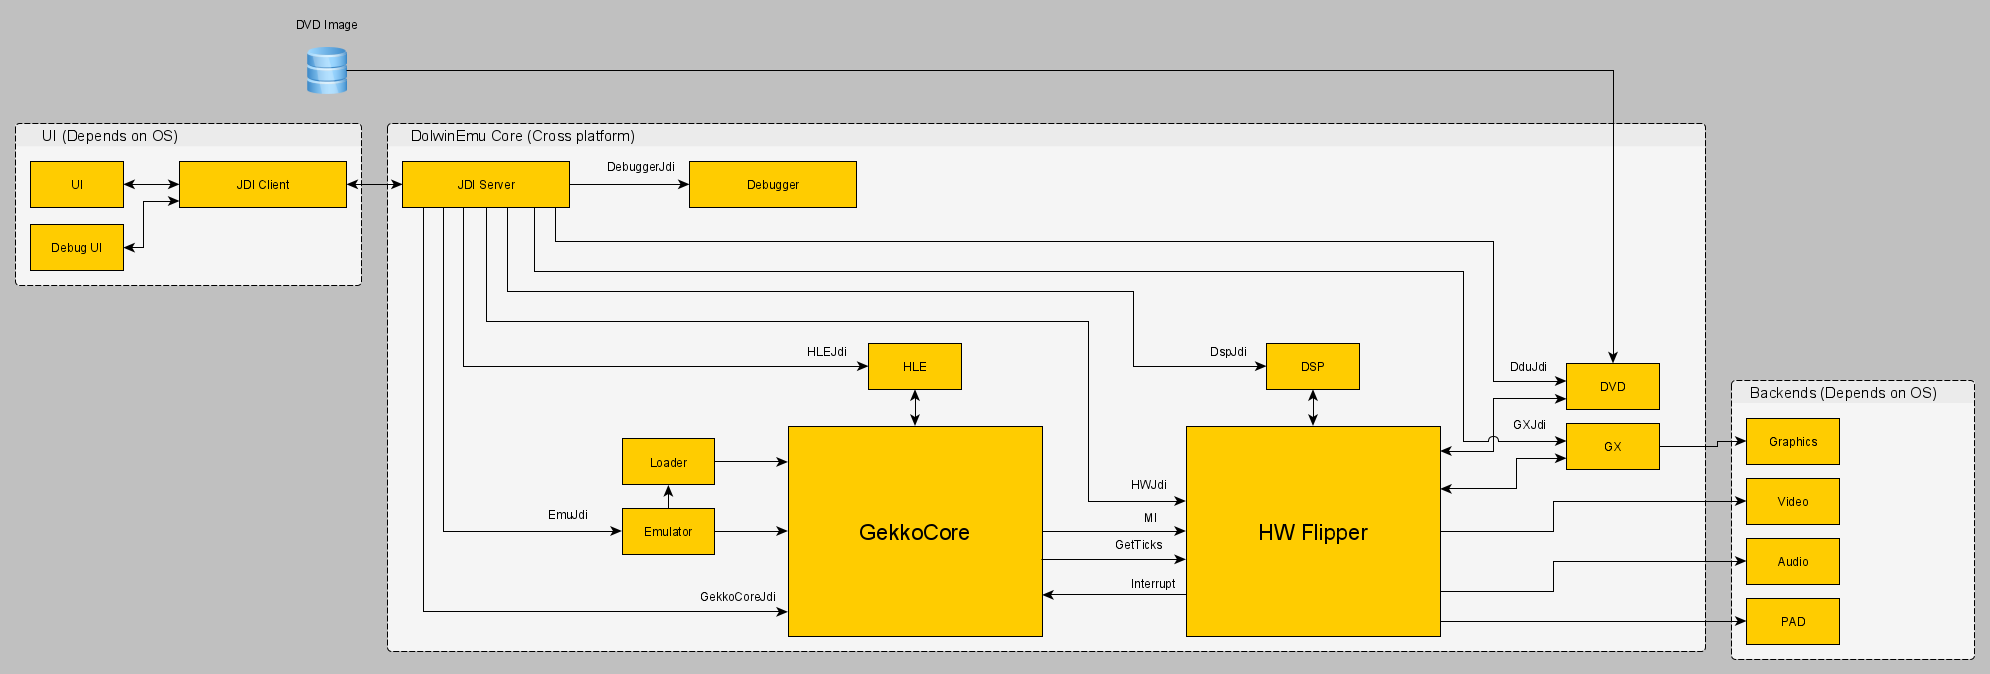 DVD Image
UI (Depends on OS)
DolwinEmu Core (Cross platform)
UI
JDI Client
JDI Server
DebuggerJdi
Debugger
Debug UI
HLEJdi
HLE
DspJdi
DSP
DduJdi
DVD
Backends (Depends on OS)
GXJdi
GX
Graphics
Loader
HWJdi
Video
EmuJdi
Emulator
GekkoCore
MI
HW Flipper
GetTicks
Audio
Interrupt
GekkoCoreJdi
PAD